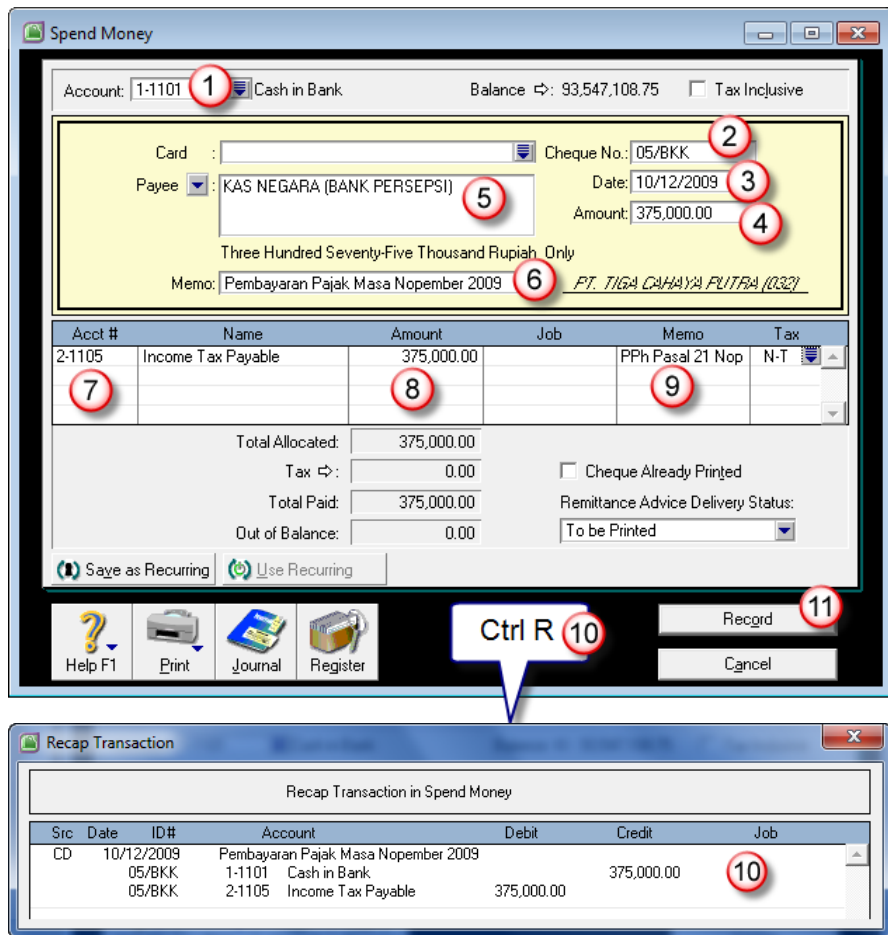 Spend Money
Account: 1-1101 1 Cash in Bank Balance ⇨: 93,547,108.75 Tax Inclusive
Card : Cheque No.: 05/BKK 2
Payee : KAS NEGARA (BANK PERSEPSI) 5 Date: 10/12/2009 3
Amount: 375,000.00 4
Three Hundred Seventy-Five Thousand Rupiah Only
Memo: Pembayaran Pajak Masa Nopember 2009 6 PT. TIGA CAHAYA PUTRA (032)
Acct # Name Amount Job Memo Tax
2-1105 Income Tax Payable 375,000.00 PPh Pasal 21 Nop N-T
7 8 9
Total Allocated: 375,000.00
Tax ⇨: 0.00 Cheque Already Printed
Total Paid: 375,000.00 Remittance Advice Delivery Status:
Out of Balance: 0.00 To be Printed
Save as Recurring Use Recurring
Help F1 Print Journal Register Ctrl R 10 Record 11
Cancel
Recap Transaction
Recap Transaction in Spend Money
Src Date ID# Account Debit Credit Job
CD 10/12/2009 Pembayaran Pajak Masa Nopember 2009
05/BKK 1-1101 Cash in Bank 375,000.00 10
05/BKK 2-1105 Income Tax Payable 375,000.00